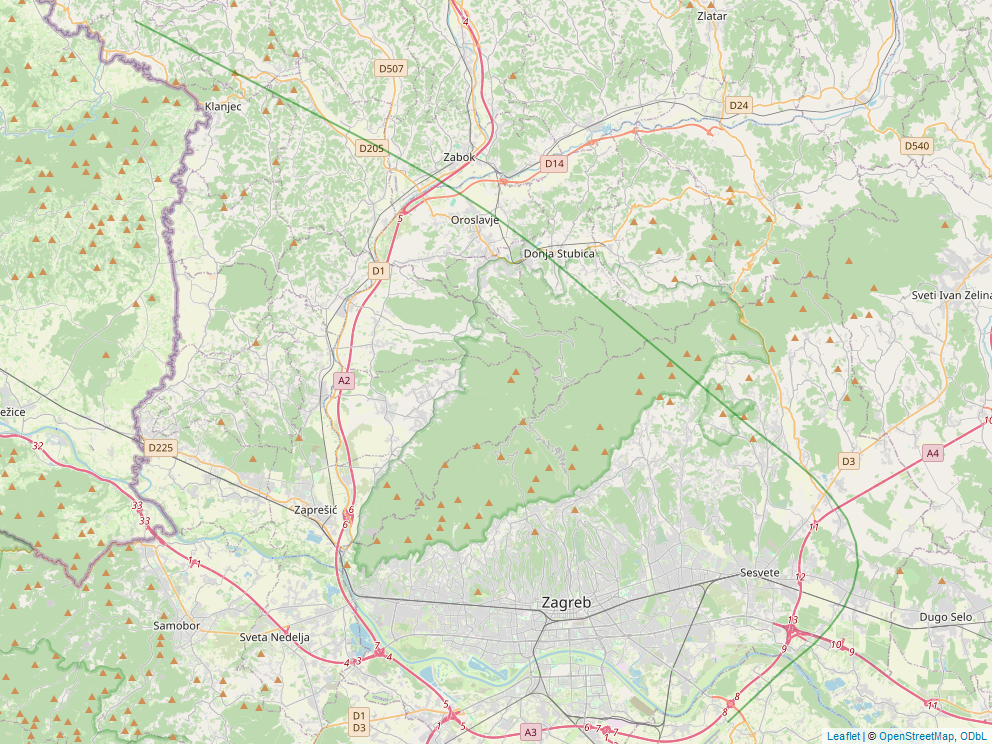 4
Zlatar
D507
Klanjec
D24
D205
D540
Zabok
D14
5
Oroslavje
Donja Stubica
D1
Sveti Ivan Zelina
A2
ežice
10
32
D225
A4
D3
33
Zaprešić
6
6
33
11
11
Sesvete
12
Zagreb
Dugo Selo
Samobor
13
Sveta Nedelja
7
9
10
9
4
3
4
8
5
11
D1
D3
8
1
5
A3
6
7
1
Leaflet | © OpenStreetMap, ODbL